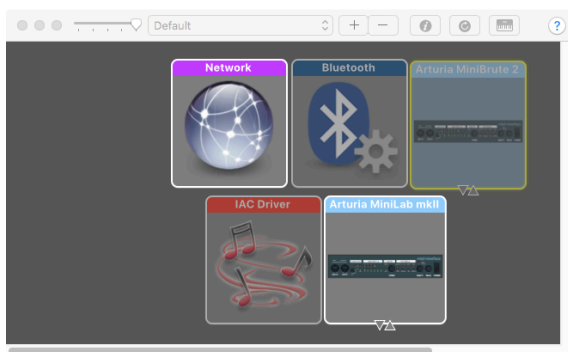 Default
Network
Bluetooth
Arturia MiniBrute 2
IAC Driver
Arturia MiniLab mkII